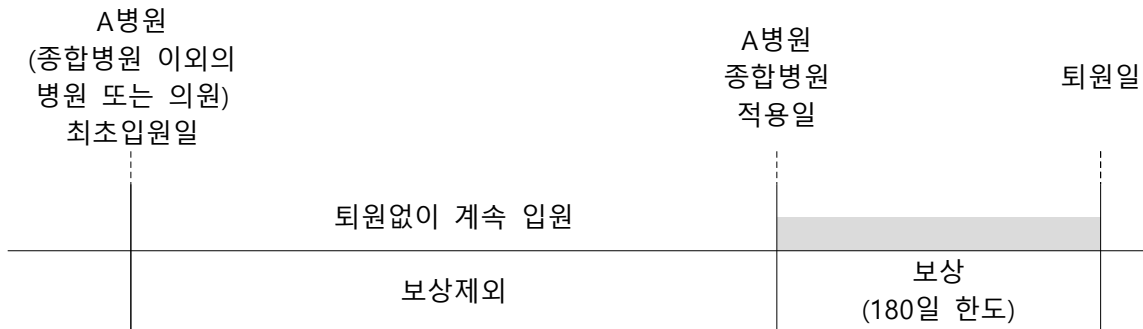 A병원
(종합병원 이외의
병원 또는 의원)
최초입원일
A병원
종합병원
적용일
퇴원일
퇴원없이 계속 입원
보상제외
보상
(180일 한도)